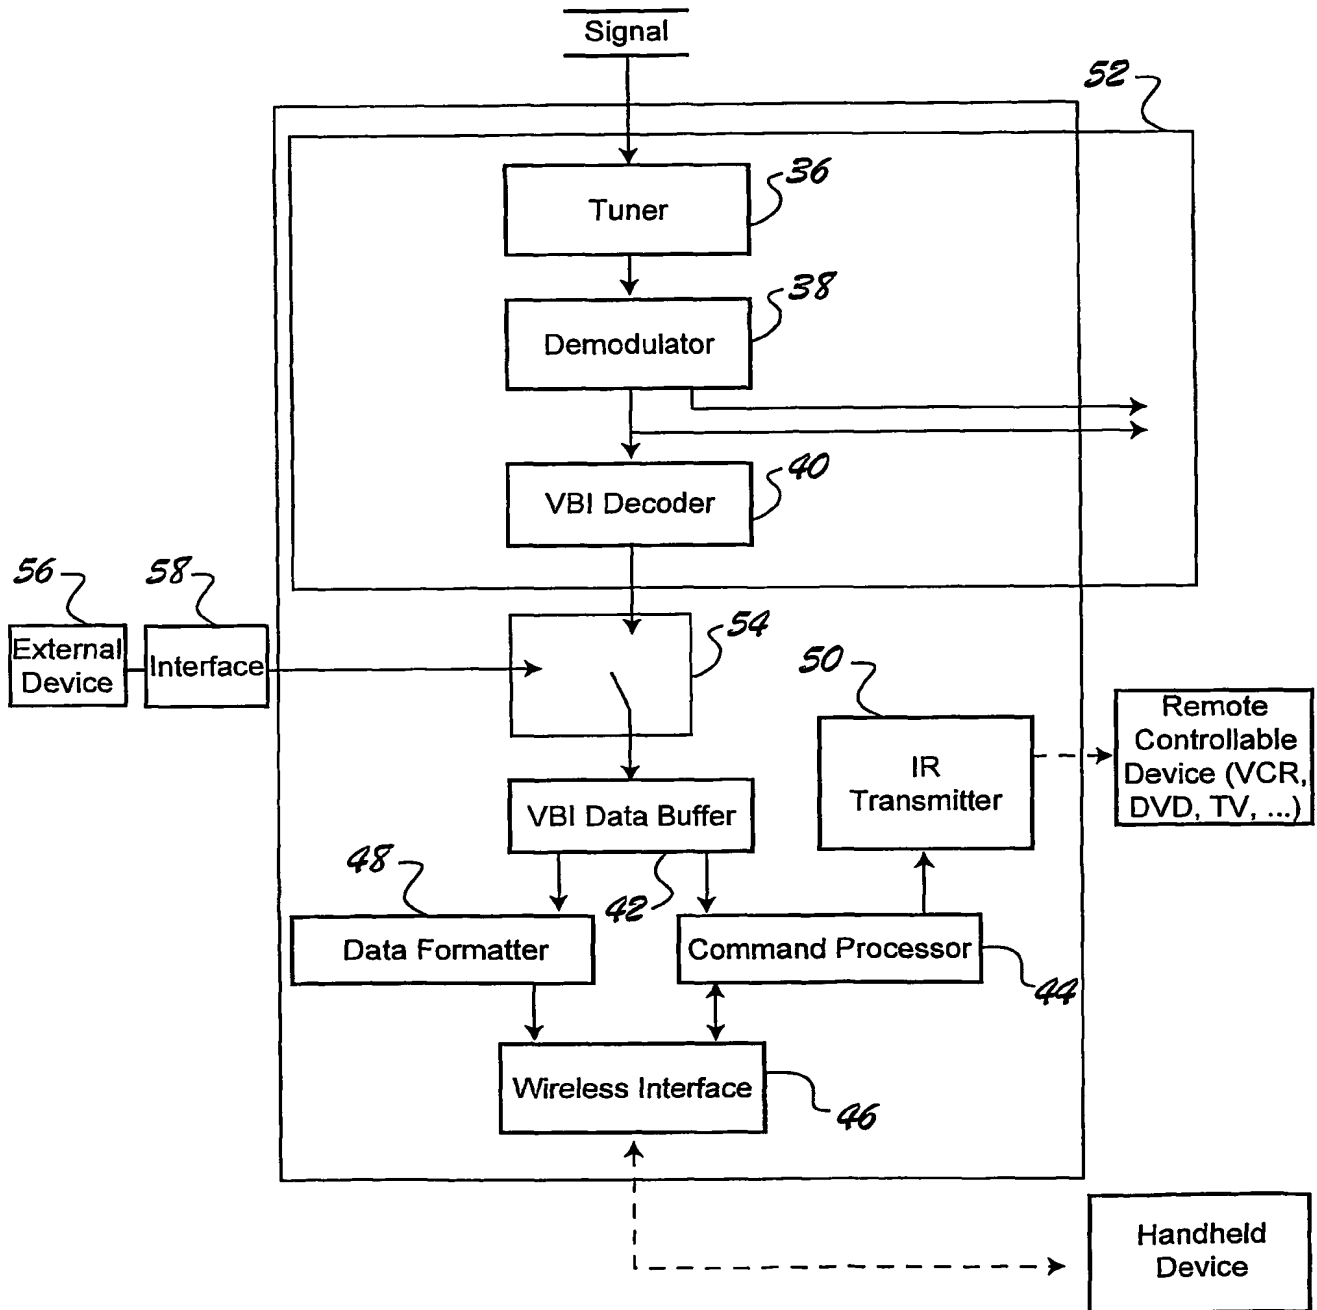 Signal
52
36
Tuner
38
Demodulator
40
VBI Decoder
56
58
54
External
Device
Interface
50
Remote
Controllable
Device (VCR,
DVD, TV, ...)
IR
Transmitter
VBI Data Buffer
48
42
Data Formatter
Command Processor
44
Wireless Interface
46
Handheld
Device